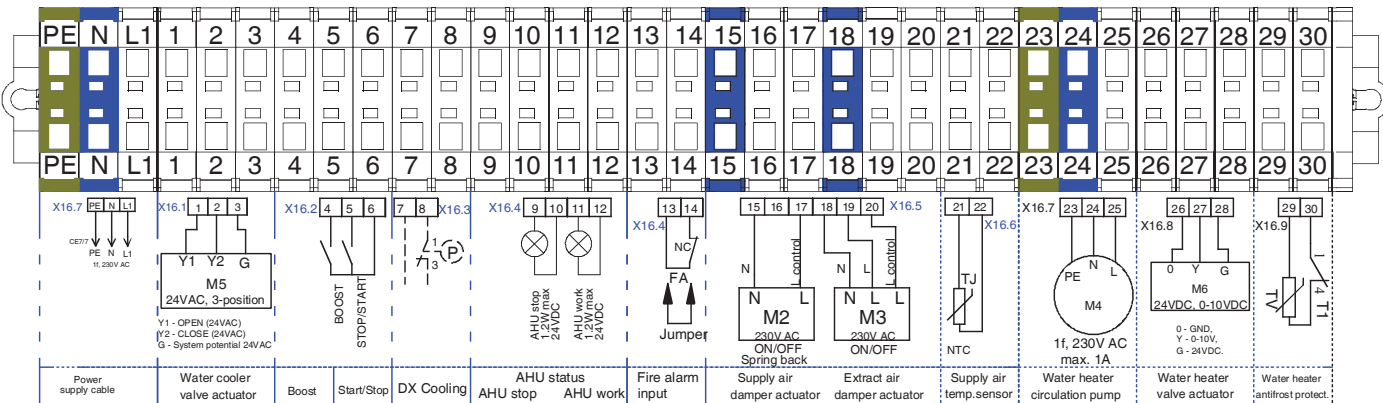 PE N L1 1 2 3 4 5 6 7 8 9 10 11 12 13 14 15 16 17 18 19 20 21 22 23 24 25 26 27 28 29 30
PE N L1 1 2 3 4 5 6 7 8 9 10 11 12 13 14 15 16 17 18 19 20 21 22 23 24 25 26 27 28 29 30
X16.7 PE N L1
CE7/7
PE N L1
1f, 230V AC
Power
supply cable
X16.1 1 2 3
Y1 Y2 G
M5
24VAC, 3-position
Y1 - OPEN (24VAC)
Y2 - CLOSE (24VAC)
G - System potential 24VAC
Water cooler
valve actuator
X16.2 4 5 6
BOOST
STOP/START
Boost
Start/Stop
7 8 X16.3
1
P
3
DX Cooling
X16.4 9 10 11 12
AHU stop
1.2Wmax
24VDC
AHU work
1.2Wmax
24VDC
AHU status
AHU stop AHU work
13 14
X16.4
NC
FA
Jumper
Fire alarm
input
15 16 17 18 19 20 X16.5
N
L control
N
L
L control
N L
M2
230V AC
ON/OFF
Spring back
N L L
M3
230V AC
ON/OFF
Supply air
damper actuator
Extract air
damper actuator
21 22
X16.6
TJ
NTC
Supply air
temp.sensor
X16.7
23 24 25
PE N L
M4
1f, 230V AC
max. 1A
Water heater
circulation pump
26 27 28
X16.8
0 Y G
M6
24VDC, 0-10VDC
0 - GND,
Y - 0-10V,
G - 24VDC.
Water heater
valve actuator
29 30
X16.9
TV
1
4
T1
Water heater
antifrost protect.